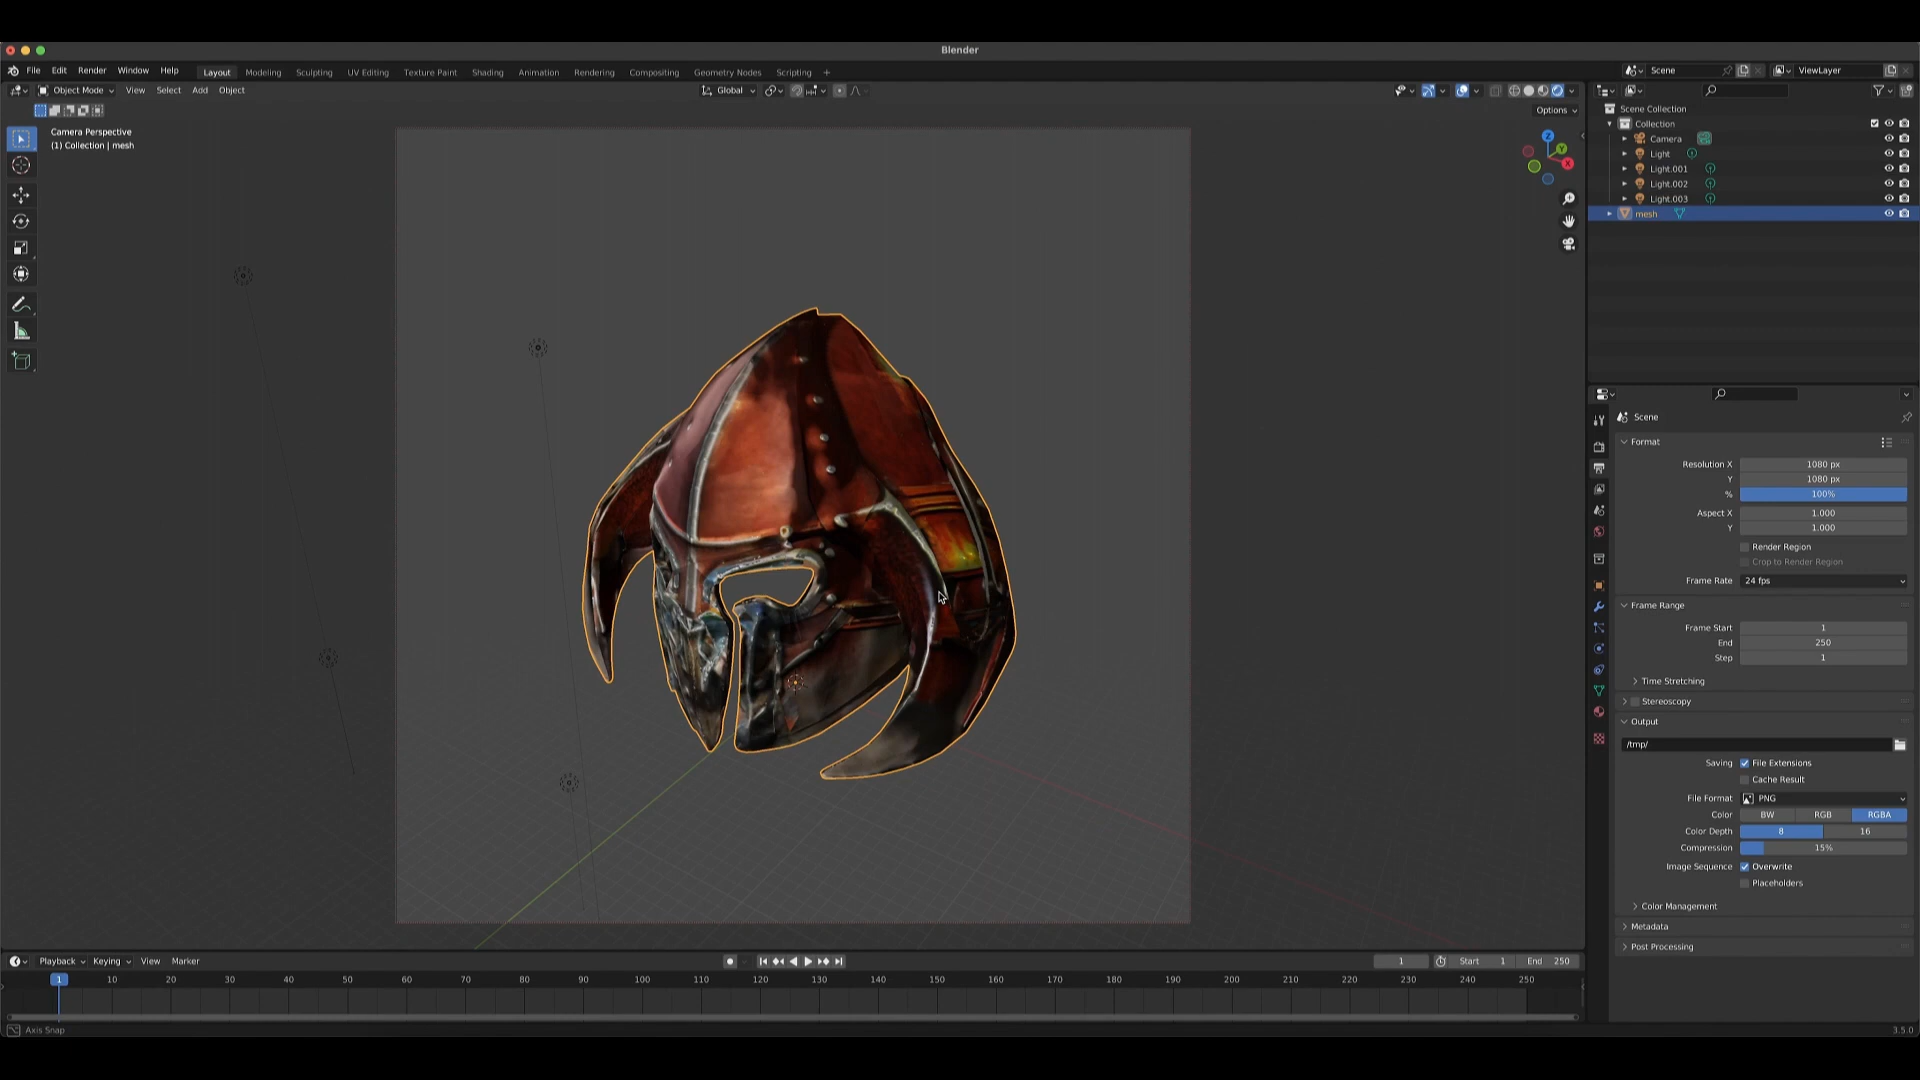 Blender
File Edit Render Window Help
Layout Modeling Sculpting UV Editing Texture Paint Shading Animation Rendering Compositing Geometry Nodes Scripting +
Scene
ViewLayer
Object Mode View Select Add Object
Global
Options
Camera Perspective
(1) Collection | mesh
Z
Y
X
Scene Collection
Collection
Camera
Light
Light.001
Light.002
Light.003
mesh
Scene
Format
Resolution X 1080 px
Y 1080 px
% 100%
Aspect X 1.000
Y 1.000
Render Region
Crop to Render Region
Frame Rate 24 fps
Frame Range
Frame Start 1
End 250
Step 1
Time Stretching
Stereoscopy
Output
/tmp/
Saving File Extensions
Cache Result
File Format PNG
Color BW RGB RGBA
Color Depth 8 16
Compression 15%
Image Sequence Overwrite
Placeholders
Color Management
Metadata
Post Processing
Playback Keying View Marker
1 Start 1 End 250
1 10 20 30 40 50 60 70 80 90 100 110 120 130 140 150 160 170 180 190 200 210 220 230 240 250
Axis Snap
3.5.0